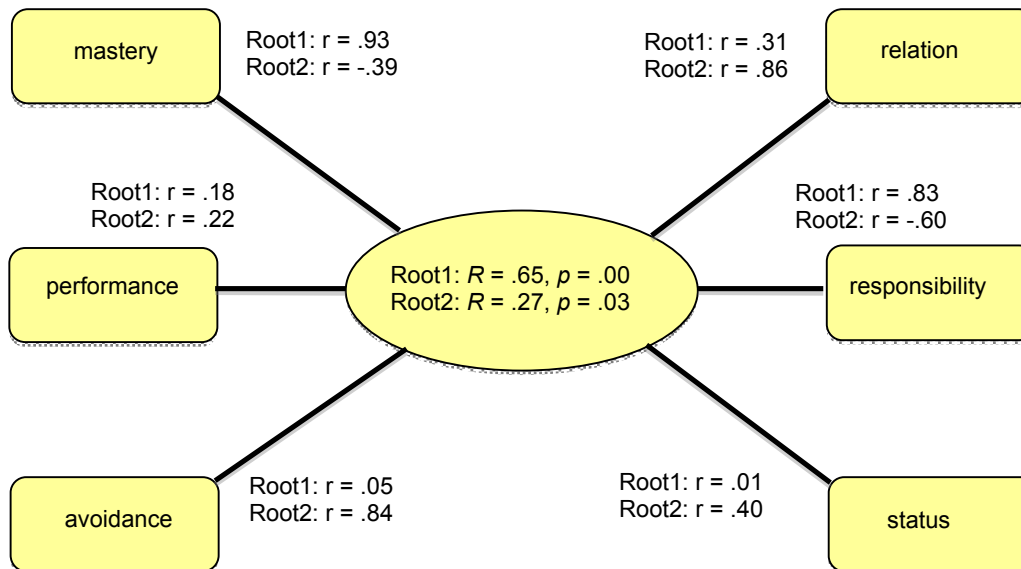 mastery
Root1: r = .93
Root2: r = -.39
Root1: r = .31
Root2: r = .86
relation
Root1: r = .18
Root2: r = .22
Root1: r = .83
Root2: r = -.60
performance
Root1: R = .65, p = .00
Root2: R = .27, p = .03
responsibility
avoidance
Root1: r = .05
Root2: r = .84
Root1: r = .01
Root2: r = .40
status